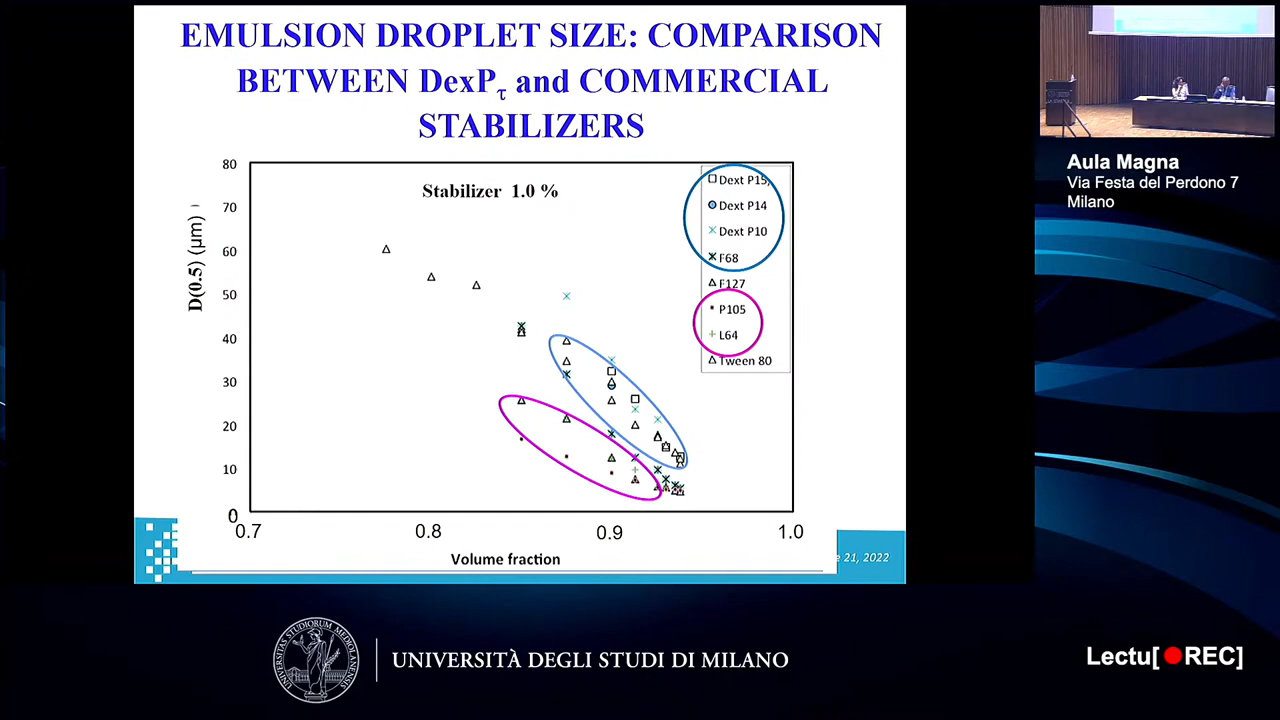 EMULSION DROPLET SIZE: COMPARISON
BETWEEN DexPτ and COMMERCIAL
STABILIZERS
Stabilizer 1.0 %
80
70
60
50
40
30
20
10
0
D(0.5) (µm)
0.7
0.8
0.9
1.0
Volume fraction
Dext P15,
Dext P14
Dext P10
F68
F127
P105
L64
Tween 80
21, 2022
Aula Magna
Via Festa del Perdono 7
Milano
UNIVERSITAS STUDIORUM MEDIOLANENSIS
UNIVERSITÀ DEGLI STUDI DI MILANO
Lectu[REC]